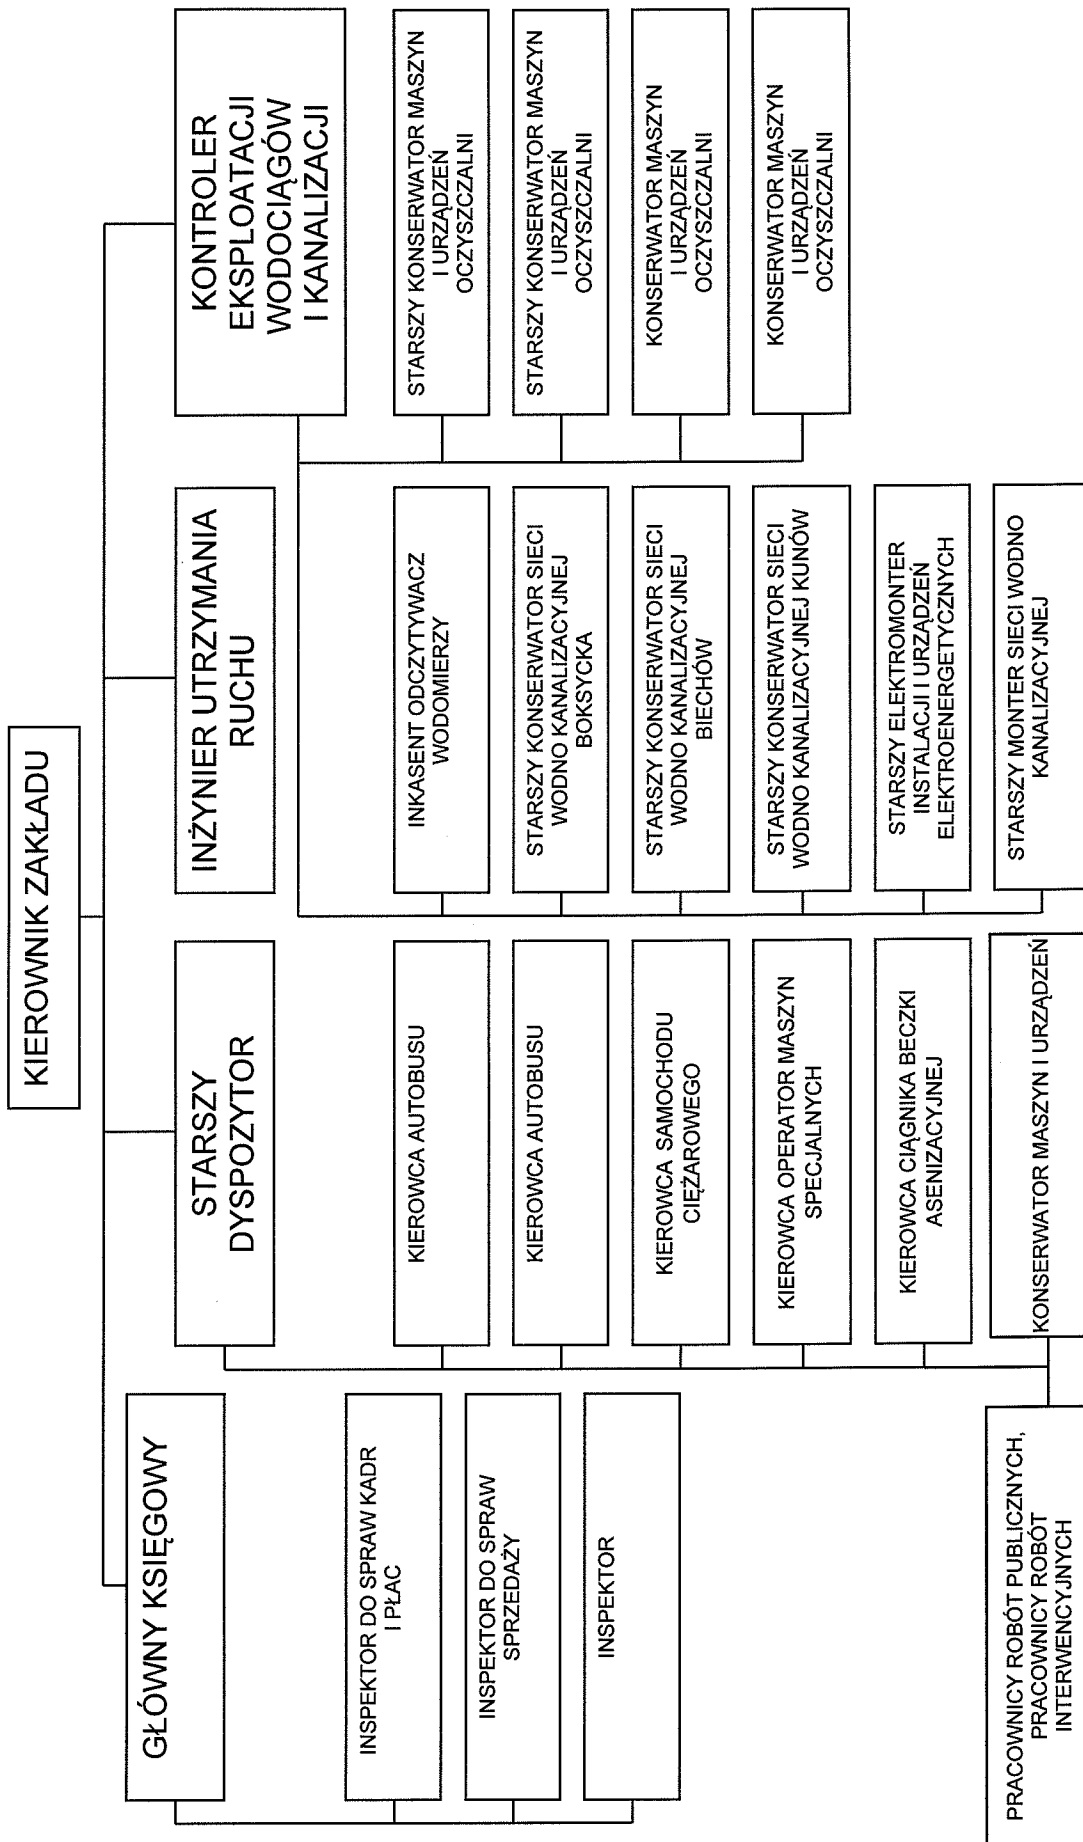 KIEROWNIK ZAKŁADU
GŁÓWNY KSIĘGOWY
INSPEKTOR DO SPRAW KADR
I PŁAC
INSPEKTOR DO SPRAW
SPRZEDAŻY
INSPEKTOR
STARSZY
DYSPOZYTOR
KIEROWCA AUTOBUSU
KIEROWCA AUTOBUSU
KIEROWCA SAMOCHODU
CIĘŻAROWEGO
KIEROWCA OPERATOR MASZYN
SPECJALNYCH
KIEROWCA CIĄGNIKA BECZKI
ASENIZACYJNEJ
KONSERWATOR MASZYN I URZĄDZEŃ
PRACOWNICY ROBÓT PUBLICZNYCH,
PRACOWNICY ROBÓT
INTERWENCYJNYCH
INŻYNIER UTRZYMANIA
RUCHU
INKASENT ODCZYTYWACZ
WODOMIERZY
STARSZY KONSERWATOR SIECI
WODNO KANALIZACYJNEJ
BOKSYCKA
STARSZY KONSERWATOR SIECI
WODNO KANALIZACYJNEJ
BIECHÓW
STARSZY KONSERWATOR SIECI
WODNO KANALIZACYJNEJ KUNÓW
STARSZY ELEKTROMONTER
INSTALACJI I URZĄDZEŃ
ELEKTROENERGETYCZNYCH
STARSZY MONTER SIECI WODNO
KANALIZACYJNEJ
KONTROLER
EKSPLOATACJI
WODOCIĄGÓW
I KANALIZACJI
STARSZY KONSERWATOR MASZYN
I URZĄDZEŃ
OCZYSZCZALNI
STARSZY KONSERWATOR MASZYN
I URZĄDZEŃ
OCZYSZCZALNI
KONSERWATOR MASZYN
I URZĄDZEŃ
OCZYSZCZALNI
KONSERWATOR MASZYN
I URZĄDZEŃ
OCZYSZCZALNI